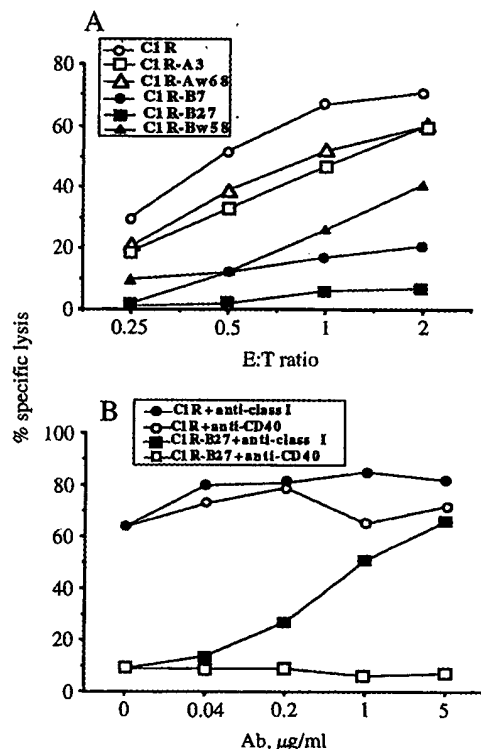 A
C1R
C1R-A3
C1R-Aw68
C1R-B7
C1R-B27
C1R-Bw58
80
60
40
20
0
0.25 0.5 1 2
E:T ratio
% specific lysis
B
C1R+anti-class I
C1R+anti-CD40
C1R-B27+anti-class I
C1R-B27+anti-CD40
100
80
60
40
20
0
0 0.04 0.2 1 5
Ab, µg/ml